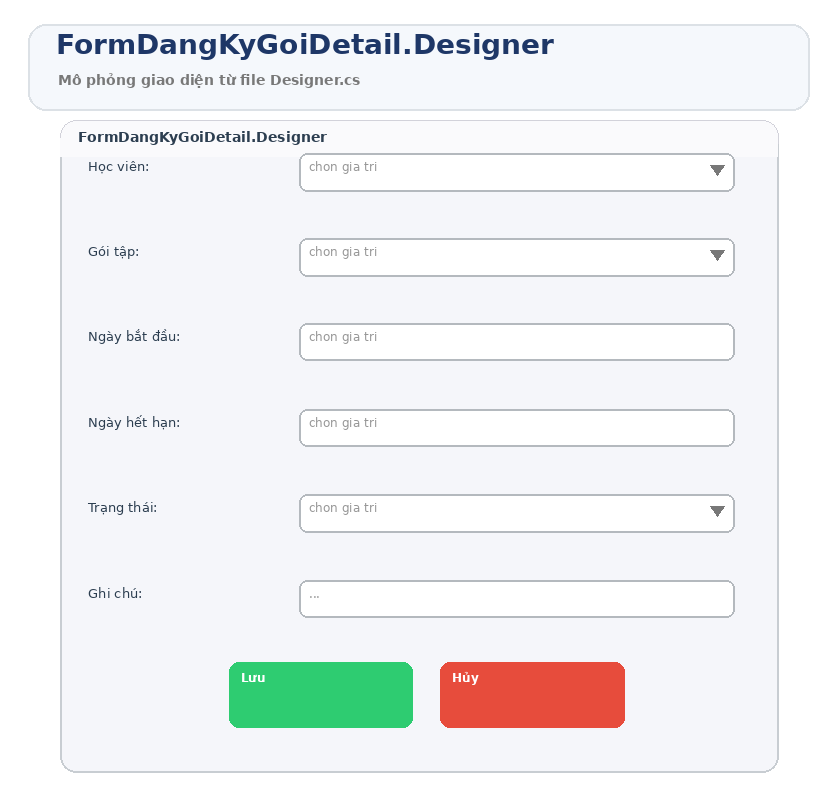 FormDangKyGoiDetail.Designer
Mô phỏng giao diện từ file Designer.cs
FormDangKyGoiDetail.Designer
Học viên:
chon gia tri
Gói tập:
chon gia tri
Ngày bắt đầu:
chon gia tri
Ngày hết hạn:
chon gia tri
Trạng thái:
chon gia tri
Ghi chú:
...
Lưu
Hủy